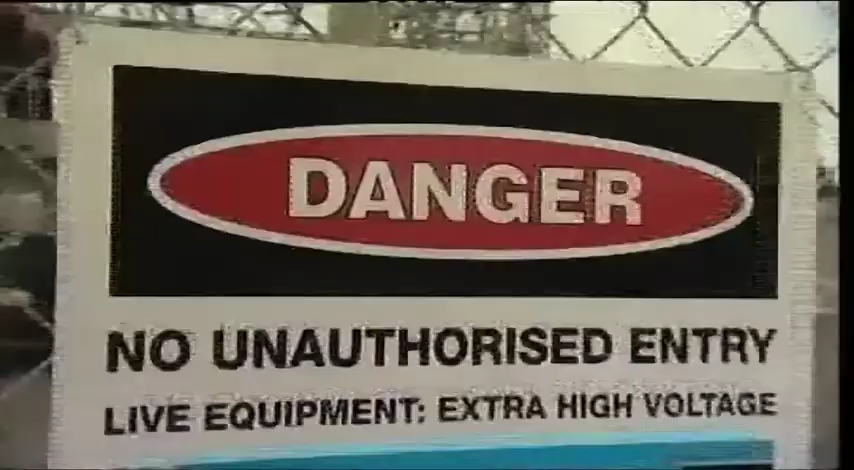 DANGER
NO UNAUTHORISED ENTRY
LIVE EQUIPMENT: EXTRA HIGH VOLTAGE